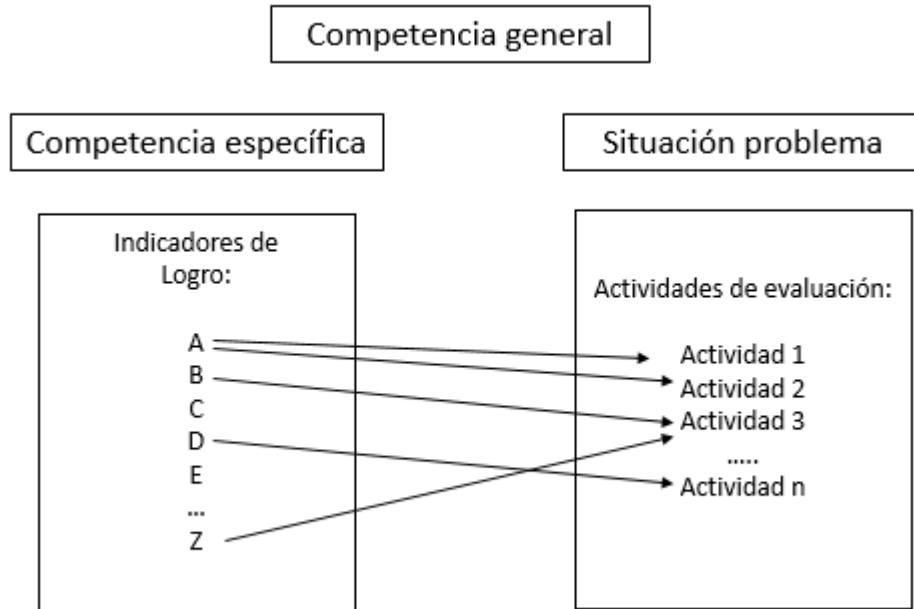 Competencia general
Competencia específica
Situación problema
Indicadores de
Logro:
A
B
C
D
E
...
Z
Actividades de evaluación:
Actividad 1
Actividad 2
Actividad 3
.....
Actividad n